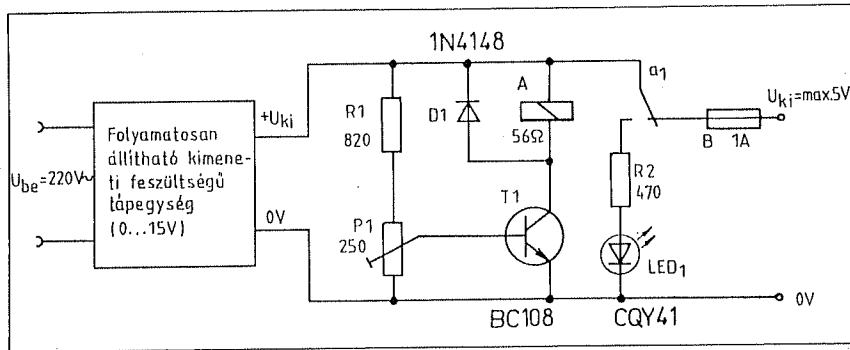 1N4148
Folyamatosan
állítható kimene-
ti feszültségű
tápegység
(0...15V)
Ube=220V~
+Uki
0V
R1
820
P1
250
D1
A
56Ω
T1
BC108
a1
R2
470
LED1
CQY41
B 1A
Uki=max.5V
0V